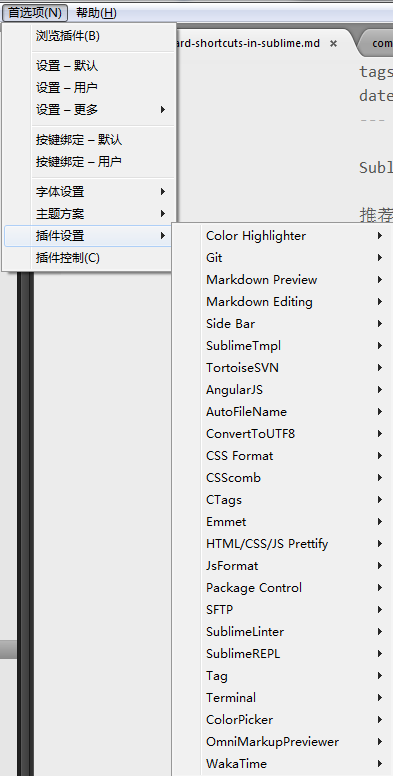 首选项(N) 帮助(H)
浏览插件(B)
设置 – 默认
设置 – 用户
设置 – 更多
按键绑定 – 默认
按键绑定 – 用户
字体设置
主题方案
插件设置
插件控制(C)
ard-shortcuts-in-sublime.md × com
tags
date
---
Subl
推荐
Color Highlighter
Git
Markdown Preview
Markdown Editing
Side Bar
SublimeTmpl
TortoiseSVN
AngularJS
AutoFileName
ConvertToUTF8
CSS Format
CSScomb
CTags
Emmet
HTML/CSS/JS Prettify
JsFormat
Package Control
SFTP
SublimeLinter
SublimeREPL
Tag
Terminal
ColorPicker
OmniMarkupPreviewer
WakaTime